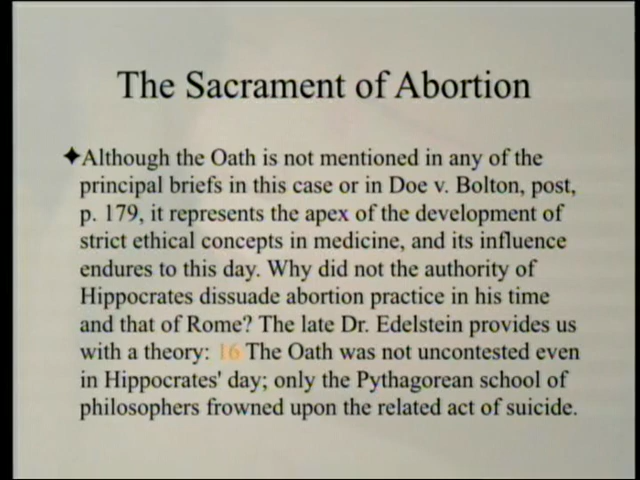 The Sacrament of Abortion
✦Although the Oath is not mentioned in any of the
principal briefs in this case or in Doe v. Bolton, post,
p. 179, it represents the apex of the development of
strict ethical concepts in medicine, and its influence
endures to this day. Why did not the authority of
Hippocrates dissuade abortion practice in his time
and that of Rome? The late Dr. Edelstein provides us
with a theory: 16 The Oath was not uncontested even
in Hippocrates' day; only the Pythagorean school of
philosophers frowned upon the related act of suicide.